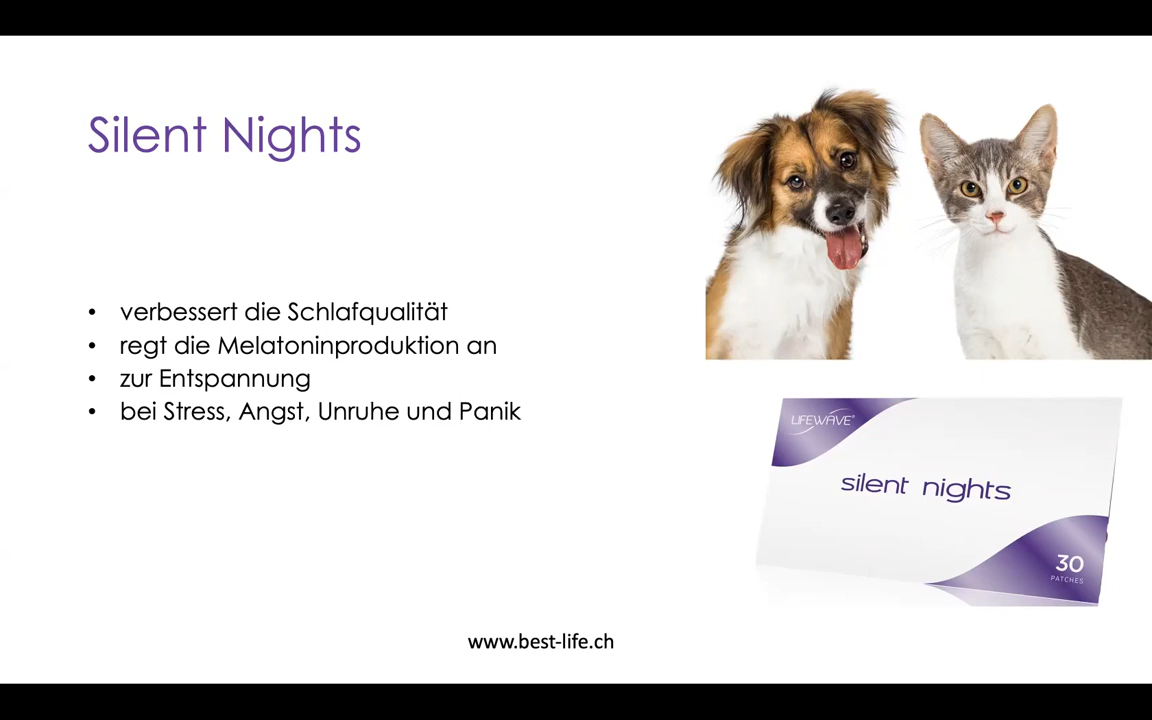 Silent Nights
• verbessert die Schlafqualität
• regt die Melatoninproduktion an
• zur Entspannung
• bei Stress, Angst, Unruhe und Panik
LIFEWAVE®
silent nights
30
PATCHES
www.best-life.ch